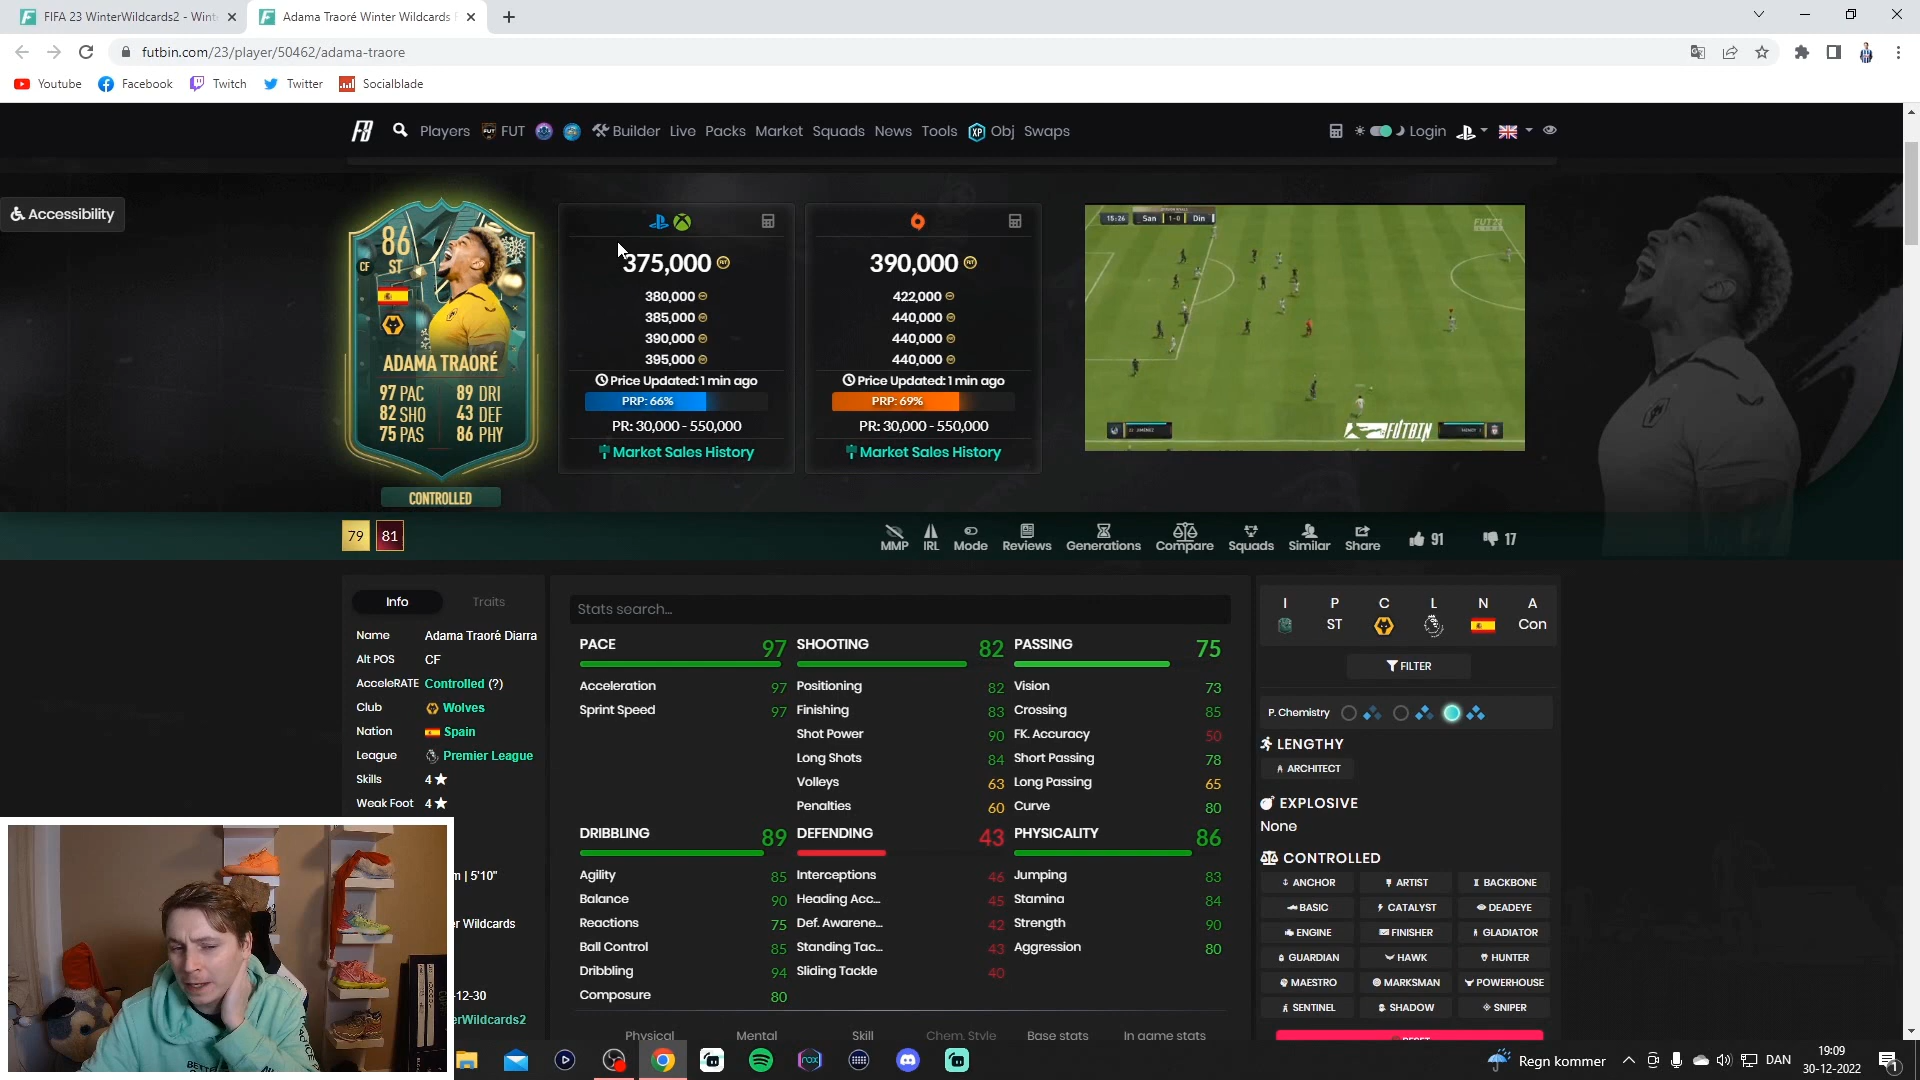 FIFA 23 WinterWildcards2 - Wint
Adama Traoré Winter Wildcards F
futbin.com/23/player/50462/adama-traore
Youtube Facebook Twitch Twitter Socialblade
Players FUT Builder Live Packs Market Squads News Tools XP Obj Swaps Login
Accessibility
86
ST
CF
ADAMA TRAORÉ
97 PAC 89 DRI
82 SHO 43 DEF
75 PAS 86 PHY
CONTROLLED
375,000
380,000
385,000
390,000
395,000
Price Updated: 1 min ago
PRP: 66%
PR: 30,000 - 550,000
Market Sales History
390,000
422,000
440,000
440,000
440,000
Price Updated: 1 min ago
PRP: 69%
PR: 30,000 - 550,000
Market Sales History
15:26 San 1-0 Din
FUTBIN
79 81
MMP IRL Mode Reviews Generations Compare Squads Similar Share 91 17
Info Traits
Name Adama Traoré Diarra
Alt POS CF
AcceleRATE Controlled (?)
Club Wolves
Nation Spain
League Premier League
Skills 4
Weak Foot 4
m | 5'10"
er Wildcards
-12-30
erWildcards2
Stats search...
PACE 97
Acceleration 97
Sprint Speed 97
SHOOTING 82
Positioning 82
Finishing 83
Shot Power 90
Long Shots 84
Volleys 63
Penalties 60
PASSING 75
Vision 73
Crossing 85
FK. Accuracy 50
Short Passing 78
Long Passing 65
Curve 80
DRIBBLING 89
Agility 85
Balance 90
Reactions 75
Ball Control 85
Dribbling 94
Composure 80
DEFENDING 43
Interceptions 46
Heading Acc... 45
Def. Awarene... 42
Standing Tac... 43
Sliding Tackle 40
PHYSICALITY 86
Jumping 83
Stamina 84
Strength 90
Aggression 80
Physical Mental Skill Chem. Style Base stats In game stats
I P C L N A
ST Con
FILTER
P. Chemistry
LENGTHY
ARCHITECT
EXPLOSIVE
None
CONTROLLED
ANCHOR ARTIST BACKBONE
BASIC CATALYST DEADEYE
ENGINE FINISHER GLADIATOR
GUARDIAN HAWK HUNTER
MAESTRO MARKSMAN POWERHOUSE
SENTINEL SHADOW SNIPER
Regn kommer DAN 19:09
30-12-2022